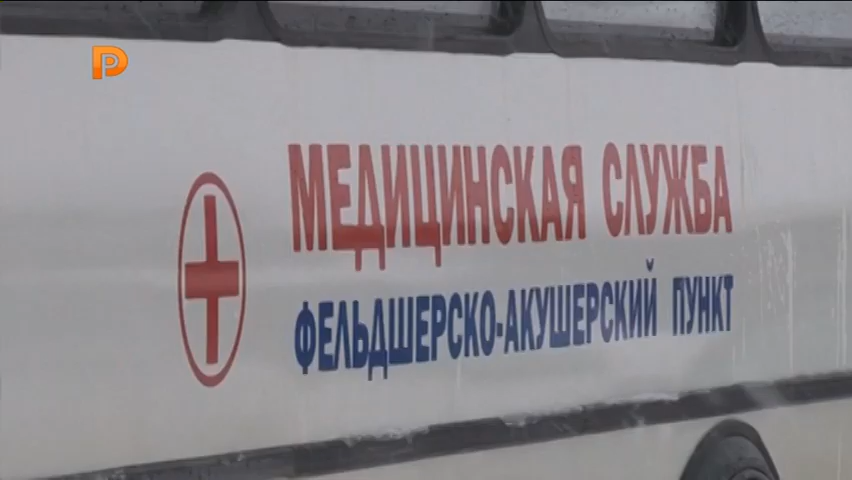 Р
МЕДИЦИНСКАЯ СЛУЖБА
ФЕЛЬДШЕРСКО-АКУШЕРСКИЙ ПУНКТ